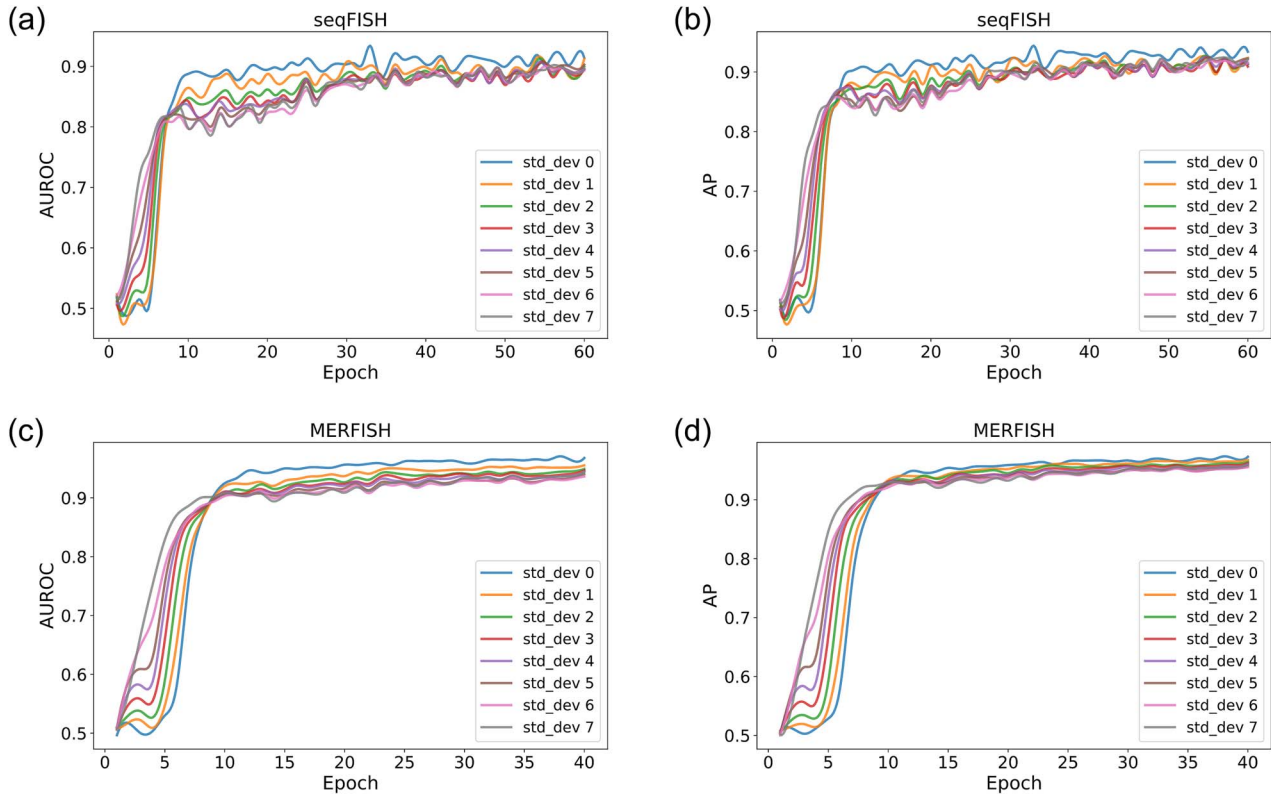 (a)
seqFISH
AUROC
0.9
0.8
0.7
0.6
0.5
0 10 20 30 40 50 60
Epoch
std_dev 0
std_dev 1
std_dev 2
std_dev 3
std_dev 4
std_dev 5
std_dev 6
std_dev 7
(b)
seqFISH
AP
0.9
0.8
0.7
0.6
0.5
0 10 20 30 40 50 60
Epoch
std_dev 0
std_dev 1
std_dev 2
std_dev 3
std_dev 4
std_dev 5
std_dev 6
std_dev 7
(c)
MERFISH
AUROC
0.9
0.8
0.7
0.6
0.5
0 5 10 15 20 25 30 35 40
Epoch
std_dev 0
std_dev 1
std_dev 2
std_dev 3
std_dev 4
std_dev 5
std_dev 6
std_dev 7
(d)
MERFISH
AP
0.9
0.8
0.7
0.6
0.5
0 5 10 15 20 25 30 35 40
Epoch
std_dev 0
std_dev 1
std_dev 2
std_dev 3
std_dev 4
std_dev 5
std_dev 6
std_dev 7